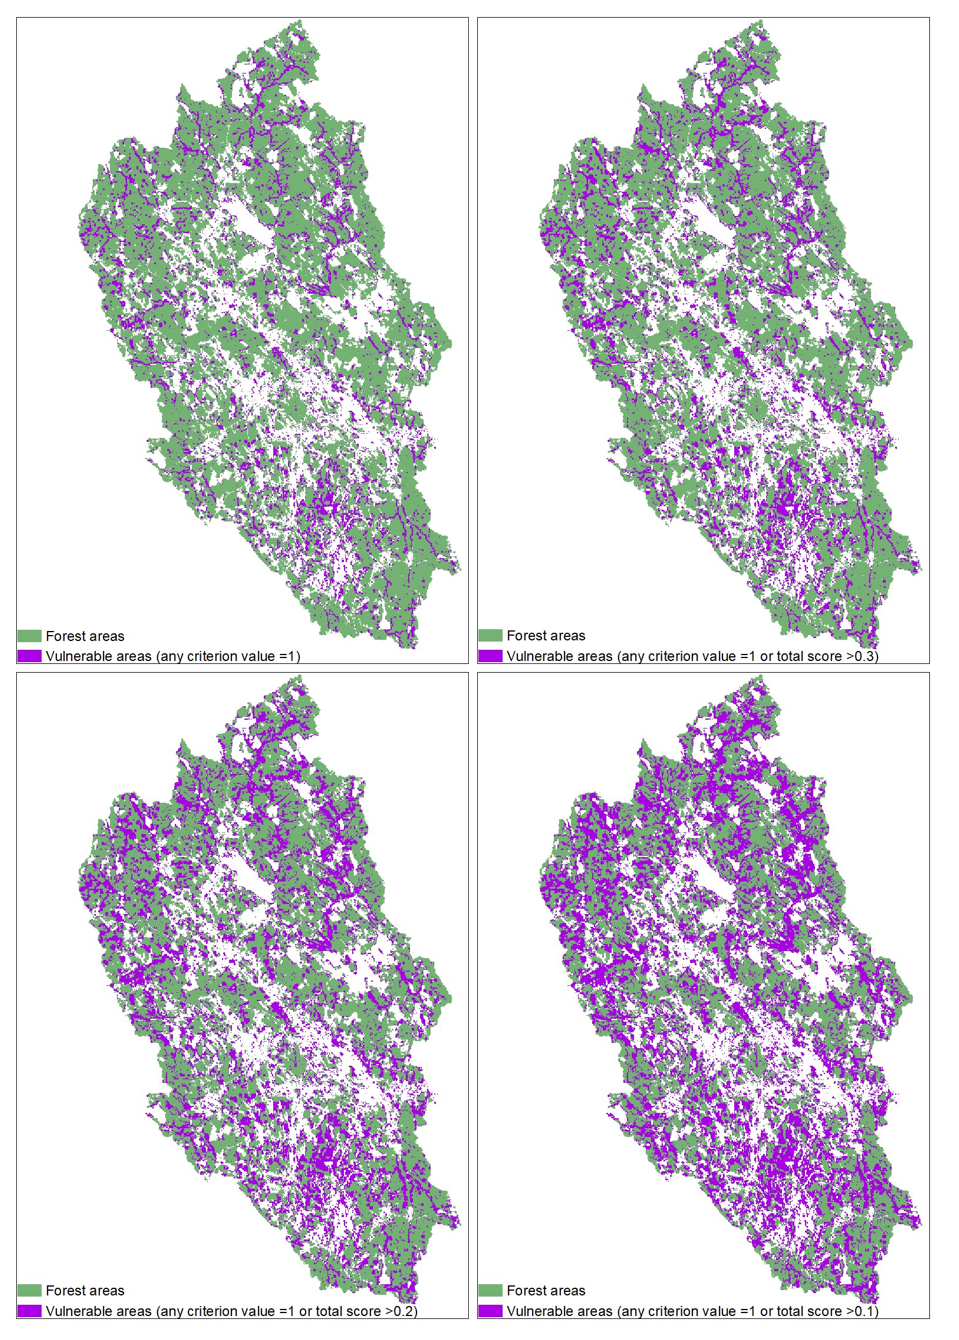 Forest areas
Vulnerable areas (any criterion value =1)
Forest areas
Vulnerable areas (any criterion value =1 or total score >0.3)
Forest areas
Vulnerable areas (any criterion value =1 or total score >0.2)
Forest areas
Vulnerable areas (any criterion value =1 or total score >0.1)